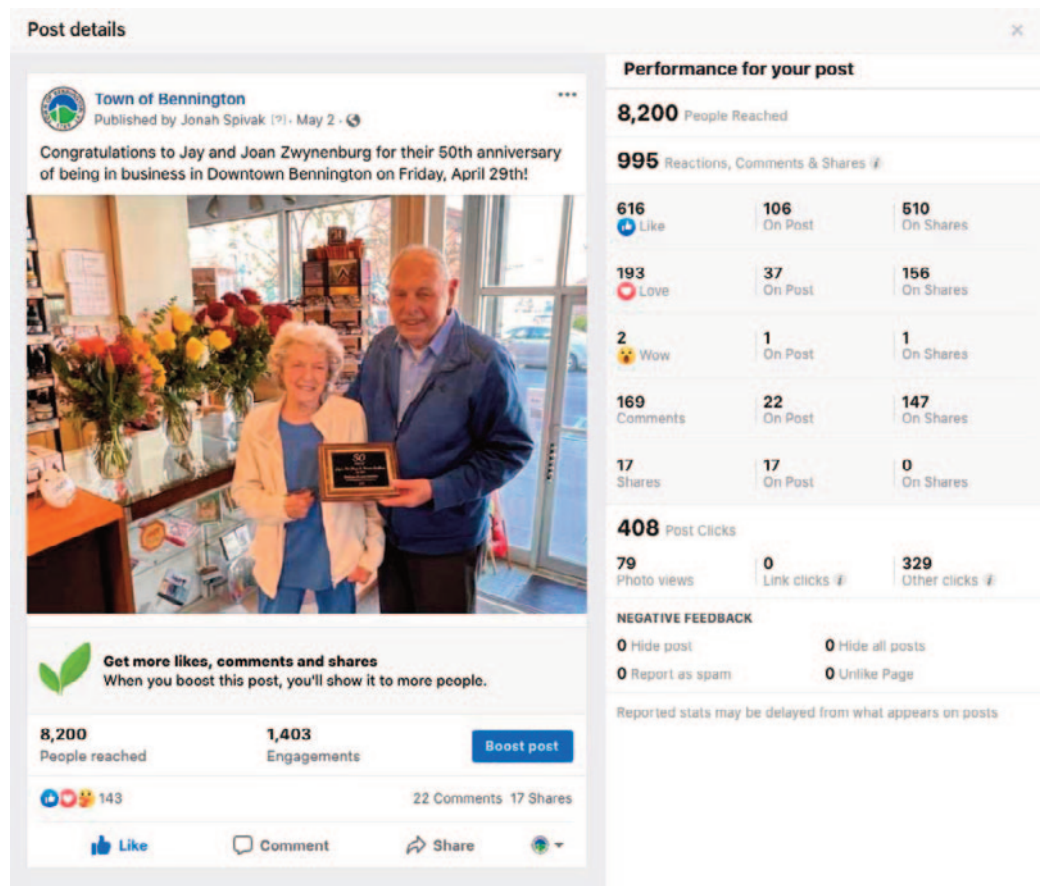 Post details
Town of Bennington
Published by Jonah Spivak [?] · May 2 ·
Congratulations to Jay and Joan Zwynenburg for their 50th anniversary
of being in business in Downtown Bennington on Friday, April 29th!
50
Get more likes, comments and shares
When you boost this post, you'll show it to more people.
8,200 1,403
People reached Engagements
Boost post
143 22 Comments 17 Shares
Like Comment Share
Performance for your post
8,200 People Reached
995 Reactions, Comments & Shares
616 106 510
Like On Post On Shares
193 37 156
Love On Post On Shares
2 1 1
Wow On Post On Shares
169 22 147
Comments On Post On Shares
17 17 0
Shares On Post On Shares
408 Post Clicks
79 0 329
Photo views Link clicks Other clicks
NEGATIVE FEEDBACK
0 Hide post 0 Hide all posts
0 Report as spam 0 Unlike Page
Reported stats may be delayed from what appears on posts